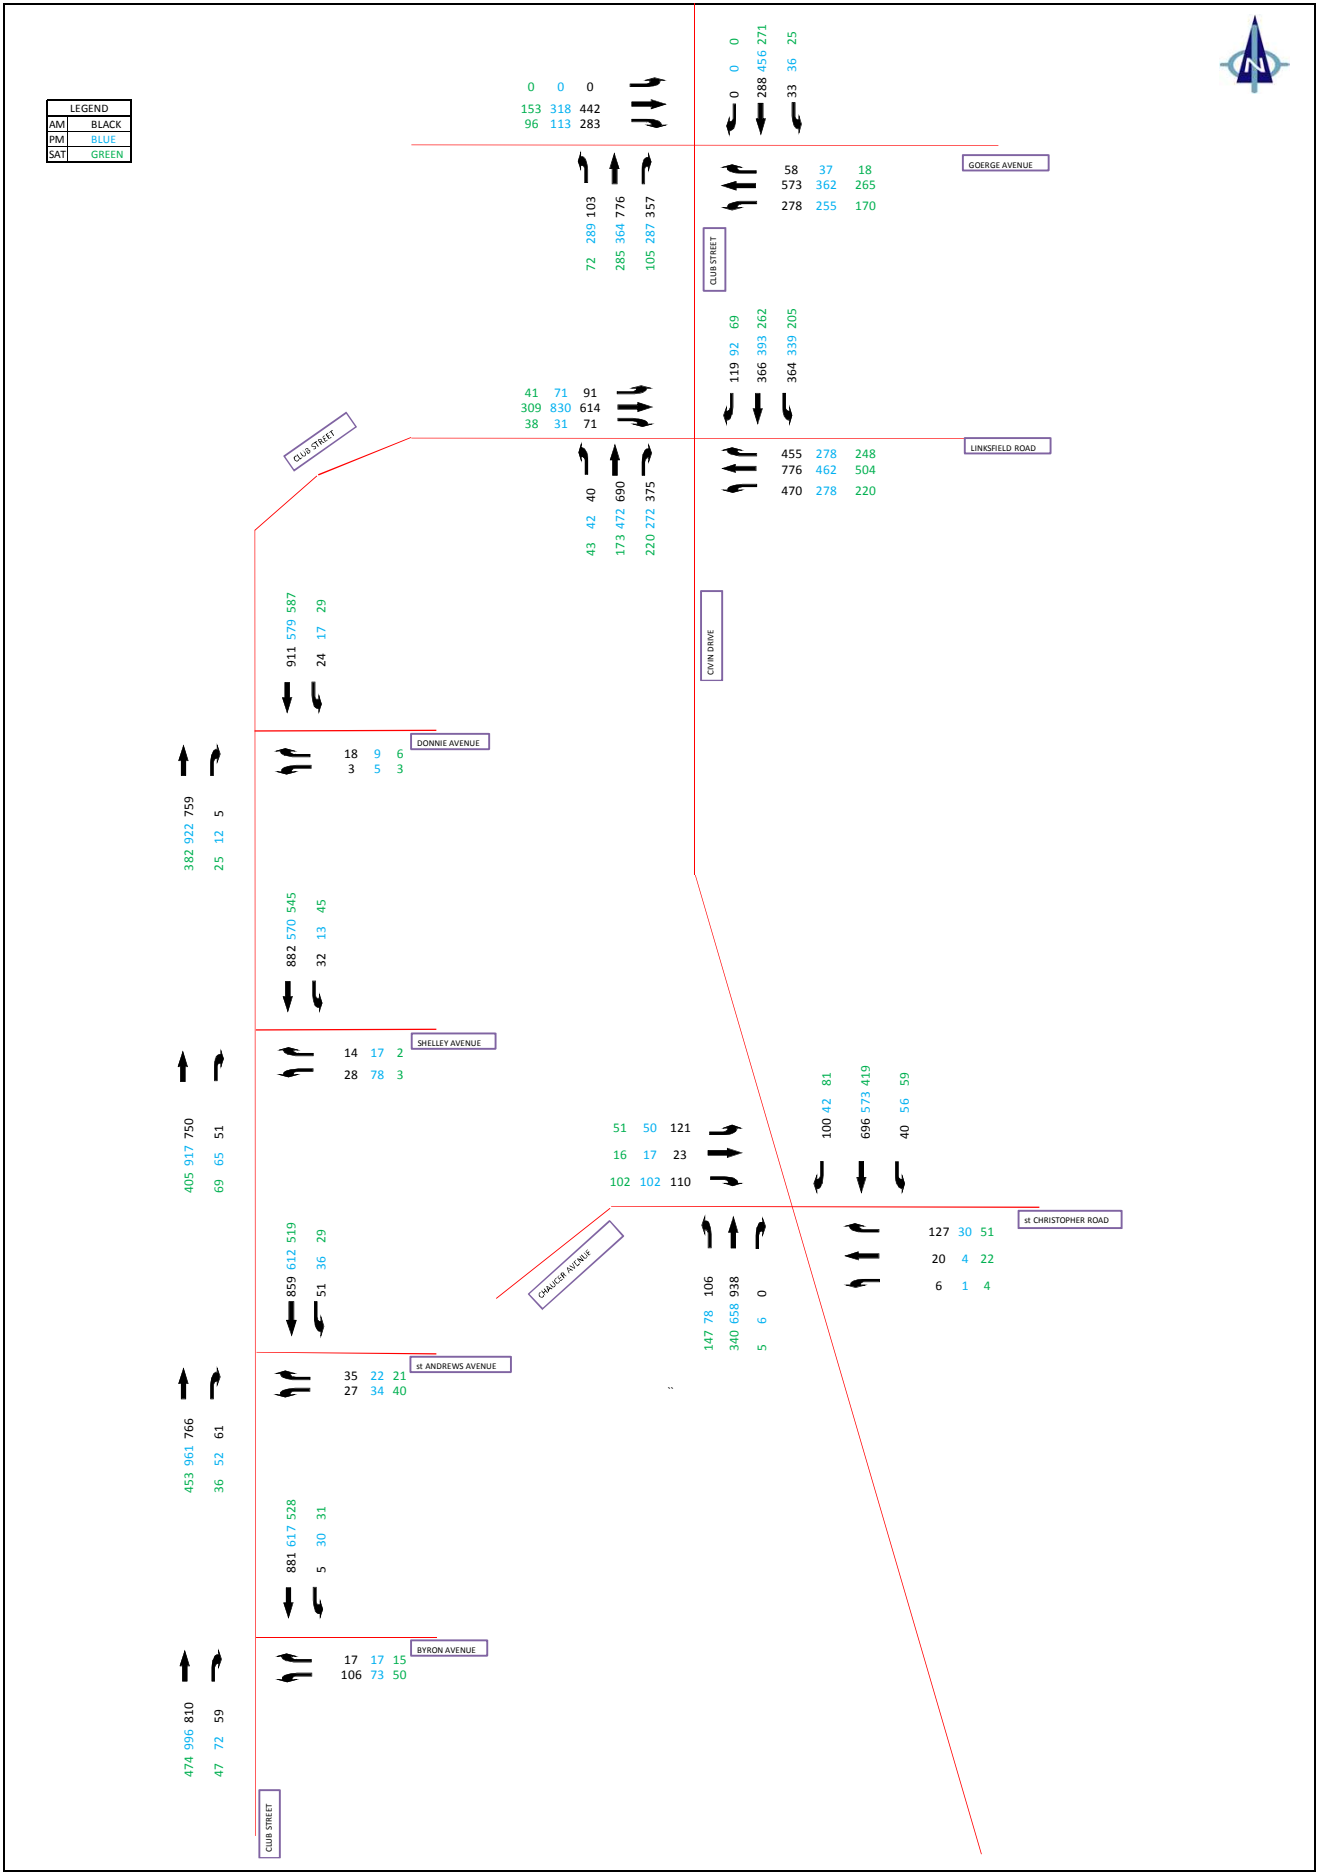 LEGEND
AM BLACK
PM BLUE
SAT GREEN
N
0 0 0
153 318 442
96 113 283
0 0 0
288 456 271
33 36 25
GOERGE AVENUE
58 37 18
573 362 265
278 255 170
72 289 103
285 364 776
105 287 357
CLUB STREET
119 92 69
366 393 262
364 339 205
41 71 91
309 830 614
38 31 71
CLUB STREET
LINKSFIELD ROAD
455 278 248
776 462 504
470 278 220
43 42 40
173 472 690
220 272 375
CIVIN DRIVE
911 579 587
24 17 29
DONNIE AVENUE
18 9 6
3 5 3
382 922 759
25 12 5
882 570 545
32 13 45
SHELLEY AVENUE
14 17 2
28 78 3
405 917 750
69 65 51
51 50 121
16 17 23
102 102 110
100 42 81
696 573 419
40 56 59
st CHRISTOPHER ROAD
127 30 51
20 4 22
6 1 4
CHAUCER AVENUE
147 78 106
340 658 938
5 6 0
859 612 519
51 36 29
st ANDREWS AVENUE
35 22 21
27 34 40
``
453 961 766
36 52 61
881 617 528
5 30 31
BYRON AVENUE
17 17 15
106 73 50
474 996 810
47 72 59
CLUB STREET